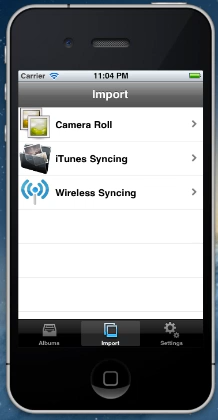 Carrier 11:04 PM
Import
Camera Roll
iTunes Syncing
Wireless Syncing
Albums Import Settings